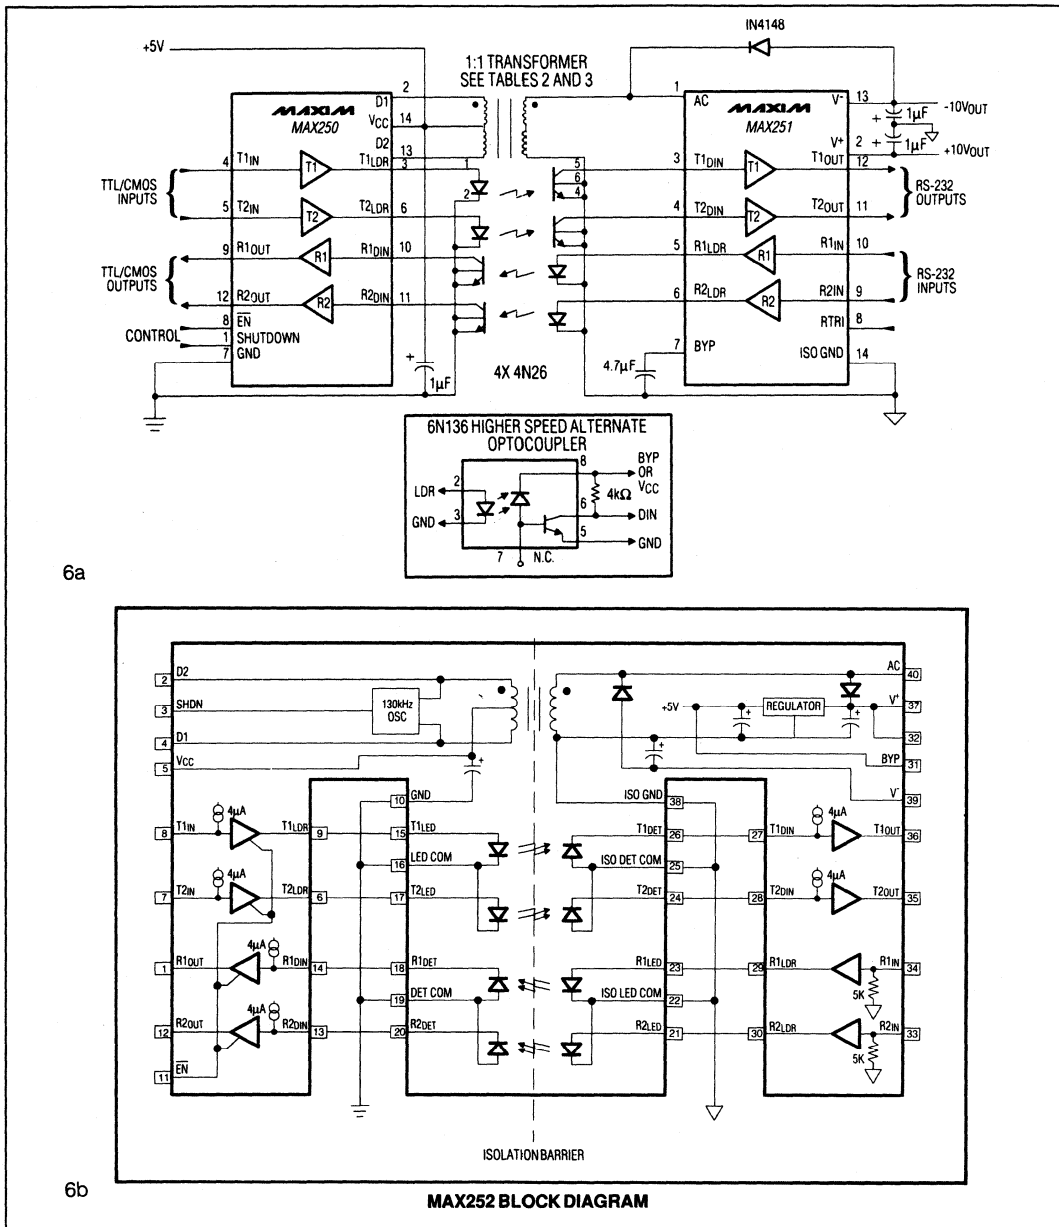 IN4148
+5V
1:1 TRANSFORMER
SEE TABLES 2 AND 3
2
D1
MAXIM
MAX250
VCC
14
D2
13
1
AC
MAXIM
MAX251
V-
13
-10VOUT
+
1µF
V+
2
+
1µF
+10VOUT
TTL/CMOS
INPUTS
4
T1IN
T1
T1LDR
3
1
2
5
6
4
3
T1DIN
T1
T1OUT
12
RS-232
OUTPUTS
5
T2IN
T2
T2LDR
6
4
T2DIN
T2
T2OUT
11
TTL/CMOS
OUTPUTS
9
R1OUT
R1
R1DIN
10
5
R1LDR
R1
R1IN
10
RS-232
INPUTS
12
R2OUT
R2
R2DIN
11
6
R2LDR
R2
R2IN
9
CONTROL
8
EN
1
SHUTDOWN
7
GND
RTRI
8
7
BYP
ISO GND
14
+
1µF
4X 4N26
4.7µF
6N136 HIGHER SPEED ALTERNATE
OPTOCOUPLER
8
BYP
OR
VCC
LDR
2
4kΩ
6
DIN
GND
3
5
GND
7
N.C.
6a
2
D2
AC
40
3
SHDN
130kHz
OSC
+5V
REGULATOR
V+
37
+
+
32
4
D1
5
VCC
+
+
BYP
31
V-
39
10
GND
ISO GND
38
8
T1IN
4µA
T1LDR
9
15
T1LED
T1DET
26
27
T1DIN
4µA
T1OUT
36
16
LED COM
ISO DET COM
25
7
T2IN
4µA
T2LDR
6
17
T2LED
T2DET
24
28
T2DIN
4µA
T2OUT
35
1
R1OUT
4µA
R1DIN
14
18
R1DET
R1LED
23
29
R1LDR
R1IN
34
5K
19
DET COM
ISO LED COM
22
12
R2OUT
4µA
R2DIN
13
20
R2DET
R2LED
21
30
R2LDR
R2IN
33
5K
11
EN
ISOLATION BARRIER
6b
MAX252 BLOCK DIAGRAM